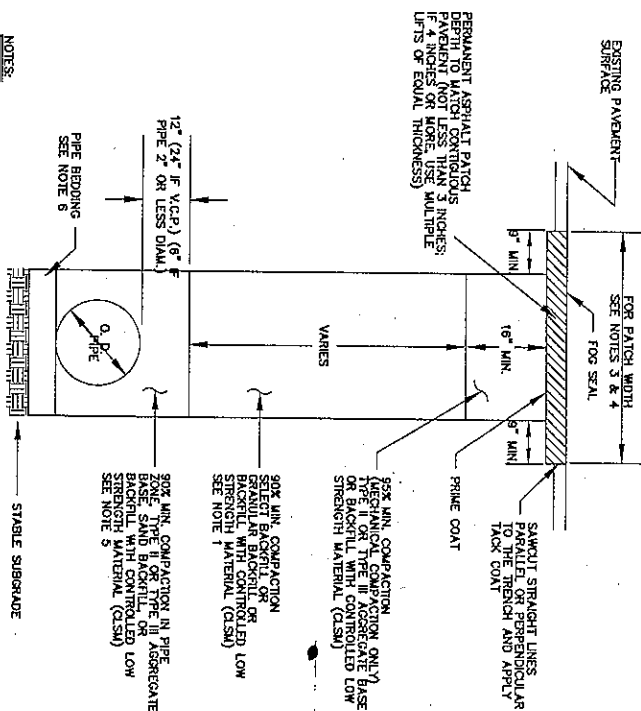 EXISTING PAVEMENT
SURFACE
PERMANENT ASPHALT PATCH
DEPTH TO MATCH CONTIGUOUS
PAVEMENT (NOT LESS THAN 3 INCHES;
IF 4 INCHES OR MORE, USE MULTIPLE
LIFTS OF EQUAL THICKNESS)
FOR PATCH WIDTH
SEE NOTES 3 & 4
FOG SEAL
9" MIN.
9" MIN
16" MIN.
VARIES
SAWCUT STRAIGHT LINES
PARALLEL OR PERPENDICULAR
TO THE TRENCH AND APPLY
TACK COAT
PRIME COAT
95% MIN. COMPACTION
(MECHANICAL COMPACTION ONLY)
TYPE II OR TYPE III AGGREGATE BASE
OR BACKFILL WITH CONTROLLED LOW
STRENGTH MATERIAL (CLSM)
90% MIN. COMPACTION
SELECT BACKFILL OR
GRANULAR BACKFILL OR
BACKFILL WITH CONTROLLED LOW
STRENGTH MATERIAL (CLSM)
SEE NOTE 1
12" (24" IF V.C.P.) (6" IF
PIPE 2" OR LESS DIAM.)
O. D.
PIPE
90% MIN. COMPACTION IN PIPE
ZONE, TYPE II OR TYPE III AGGREGATE
BASE, SAND BACKFILL, OR
BACKFILL WITH CONTROLLED LOW
STRENGTH MATERIAL (CLSM)
SEE NOTE 5
PIPE BEDDING
SEE NOTE 6
STABLE SUBGRADE
NOTES: